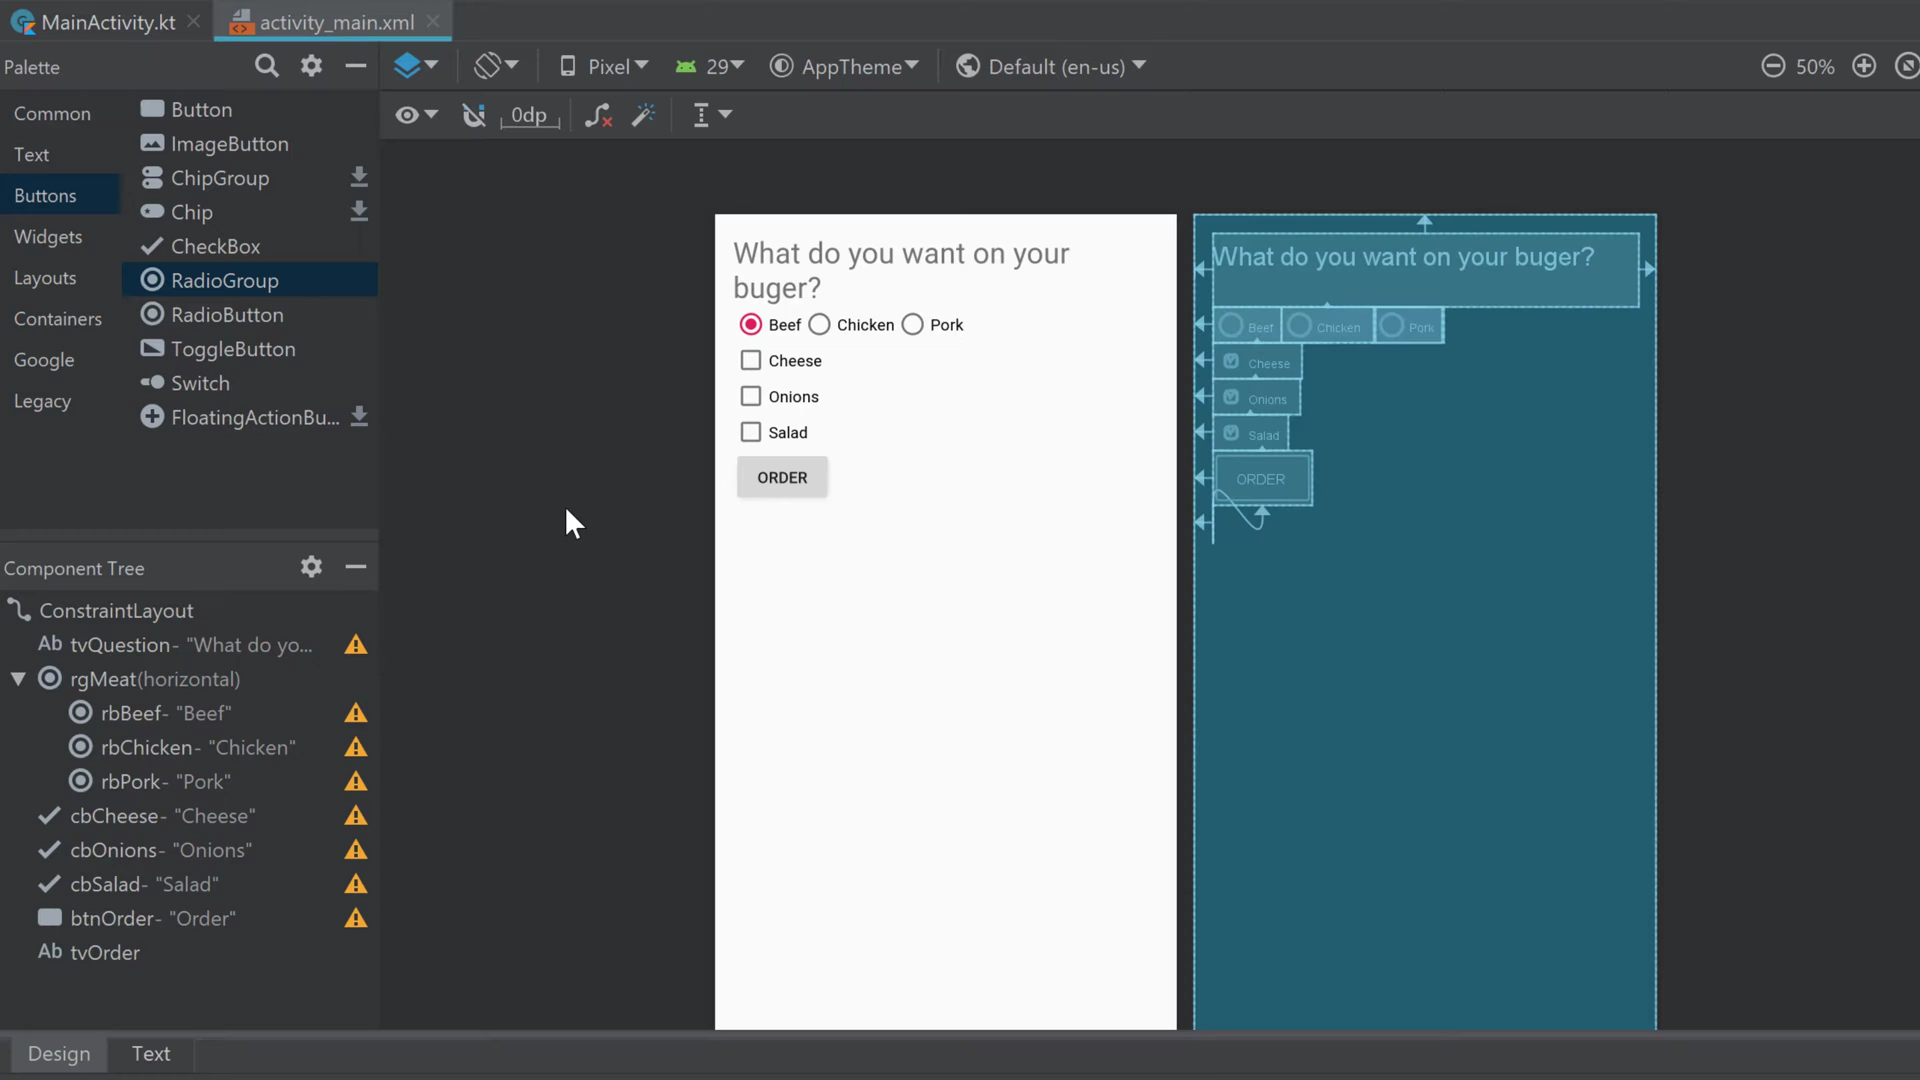 MainActivity.kt
activity_main.xml
Palette
Pixel
29
AppTheme
Default (en-us)
50%
0dp
Common
Text
Buttons
Widgets
Layouts
Containers
Google
Legacy
Button
ImageButton
ChipGroup
Chip
CheckBox
RadioGroup
RadioButton
ToggleButton
Switch
FloatingActionBu...
What do you want on your
buger?
Beef Chicken Pork
Cheese
Onions
Salad
ORDER
What do you want on your buger?
Beef Chicken Pork
Cheese
Onions
Salad
ORDER
Component Tree
ConstraintLayout
Ab tvQuestion- "What do yo...
rgMeat(horizontal)
rbBeef- "Beef"
rbChicken- "Chicken"
rbPork- "Pork"
cbCheese- "Cheese"
cbOnions- "Onions"
cbSalad- "Salad"
btnOrder- "Order"
Ab tvOrder
Design
Text